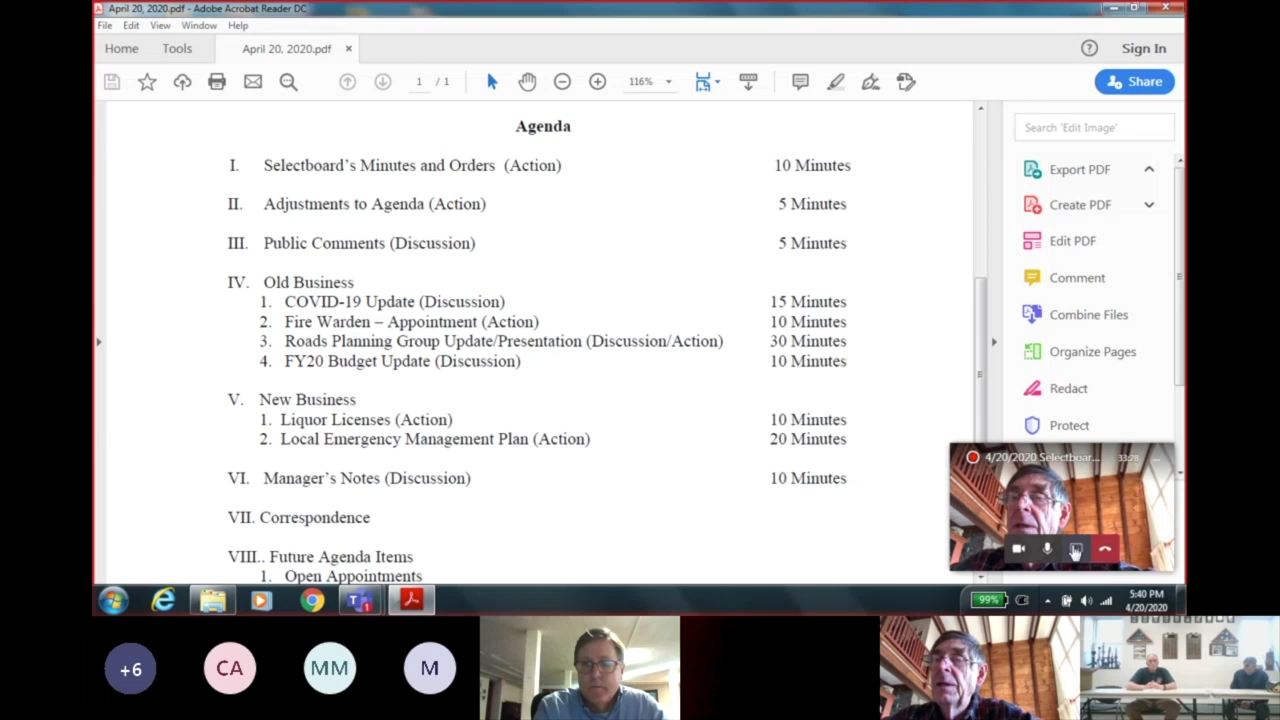 April 20, 2020.pdf - Adobe Acrobat Reader DC
File Edit View Window Help
Home Tools April 20, 2020.pdf × ? Sign In
1 / 1 116% Share
Agenda
I. Selectboard's Minutes and Orders (Action) 10 Minutes
II. Adjustments to Agenda (Action) 5 Minutes
III. Public Comments (Discussion) 5 Minutes
IV. Old Business
1. COVID-19 Update (Discussion) 15 Minutes
2. Fire Warden – Appointment (Action) 10 Minutes
3. Roads Planning Group Update/Presentation (Discussion/Action) 30 Minutes
4. FY20 Budget Update (Discussion) 10 Minutes
V. New Business
1. Liquor Licenses (Action) 10 Minutes
2. Local Emergency Management Plan (Action) 20 Minutes
VI. Manager's Notes (Discussion) 10 Minutes
VII. Correspondence
VIII.. Future Agenda Items
1. Open Appointments
Search 'Edit Image'
Export PDF
Create PDF
Edit PDF
Comment
Combine Files
Organize Pages
Redact
Protect
4/20/2020 Selectboar... 33:28 ...
99% 5:40 PM
4/20/2020
+6 CA MM M